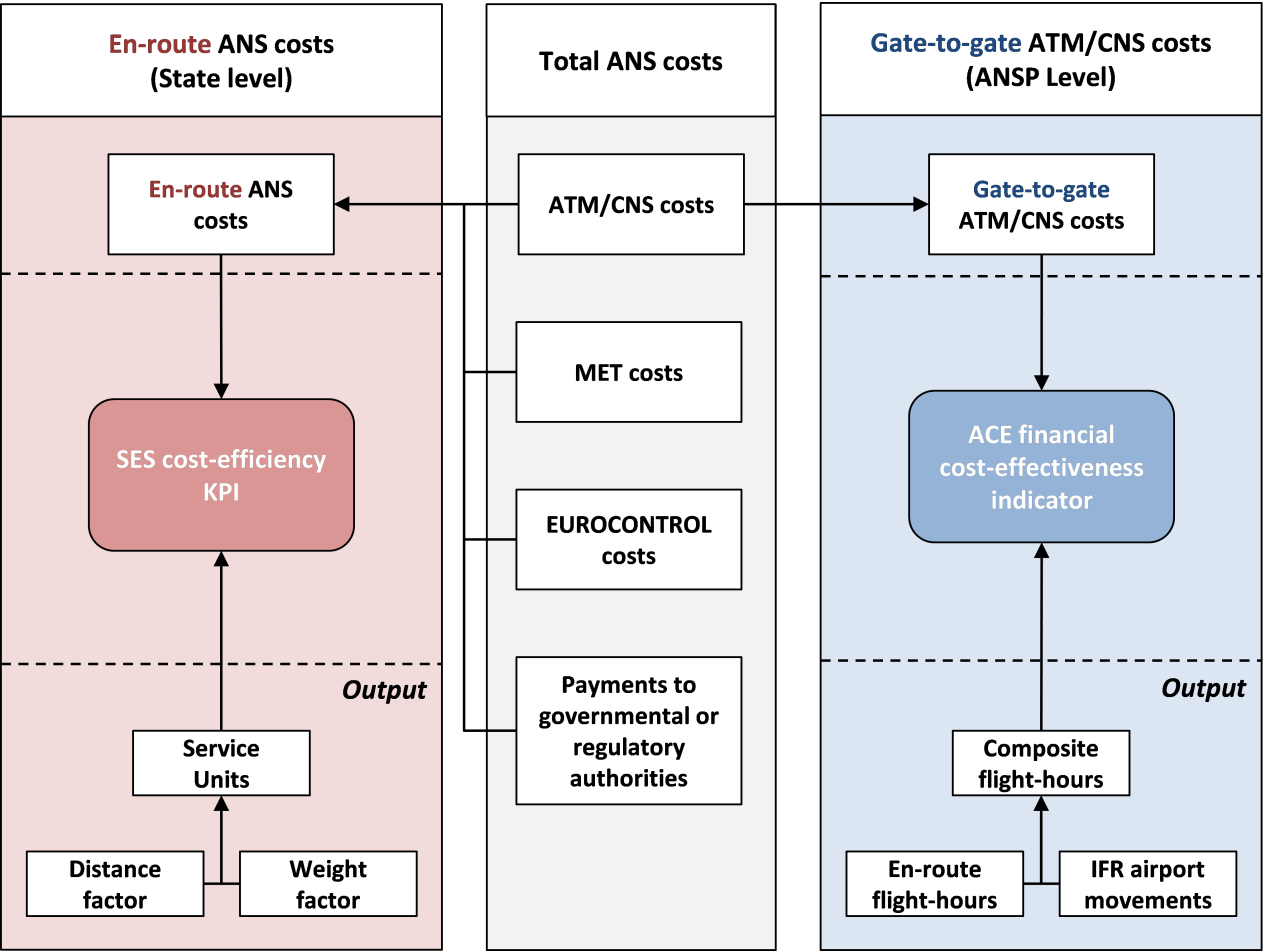 En-route ANS costs
(State level)
En-route ANS
costs
SES cost-efficiency
KPI
Output
Service
Units
Distance
factor
Weight
factor
Total ANS costs
ATM/CNS costs
MET costs
EUROCONTROL
costs
Payments to
governmental or
regulatory
authorities
Gate-to-gate ATM/CNS costs
(ANSP Level)
Gate-to-gate
ATM/CNS costs
ACE financial
cost-effectiveness
indicator
Output
Composite
flight-hours
En-route
flight-hours
IFR airport
movements